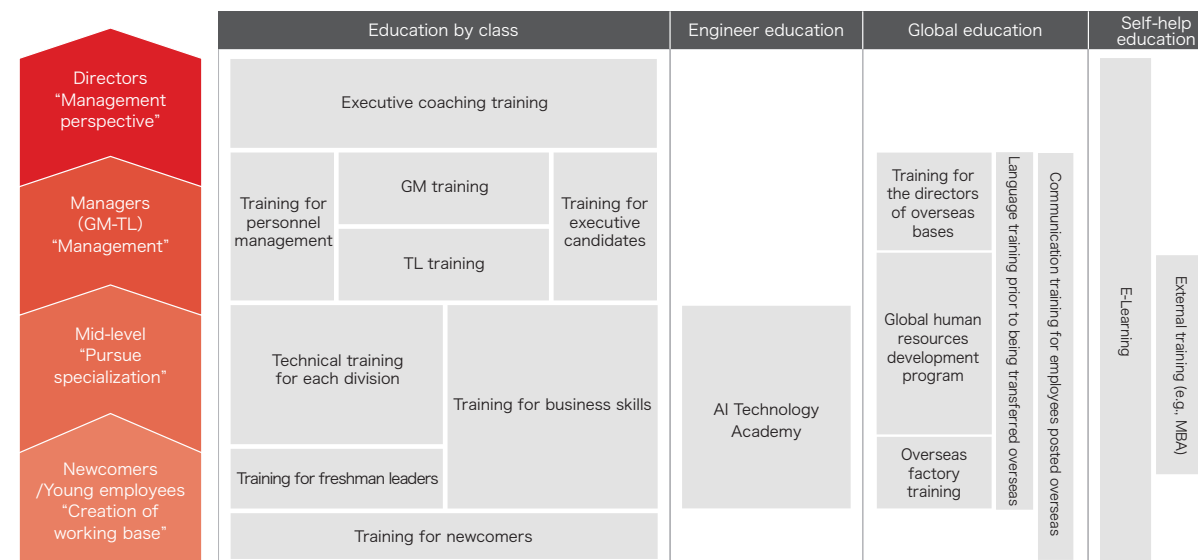 Education by class
Engineer education
Global education
Self-help
education
Directors
“Management
perspective”
Managers
(GM-TL)
“Management”
Mid-level
“Pursue
specialization”
Newcomers
/Young employees
“Creation of
working base”
Executive coaching training
Training for
personnel
management
GM training
TL training
Training for
executive
candidates
Technical training
for each division
Training for business skills
Training for freshman leaders
Training for newcomers
AI Technology
Academy
Training for
the directors
of overseas
bases
Global human
resources
development
program
Overseas
factory
training
Language training prior to being transferred overseas
Communication training for employees posted overseas
E-Learning
External training (e.g., MBA)